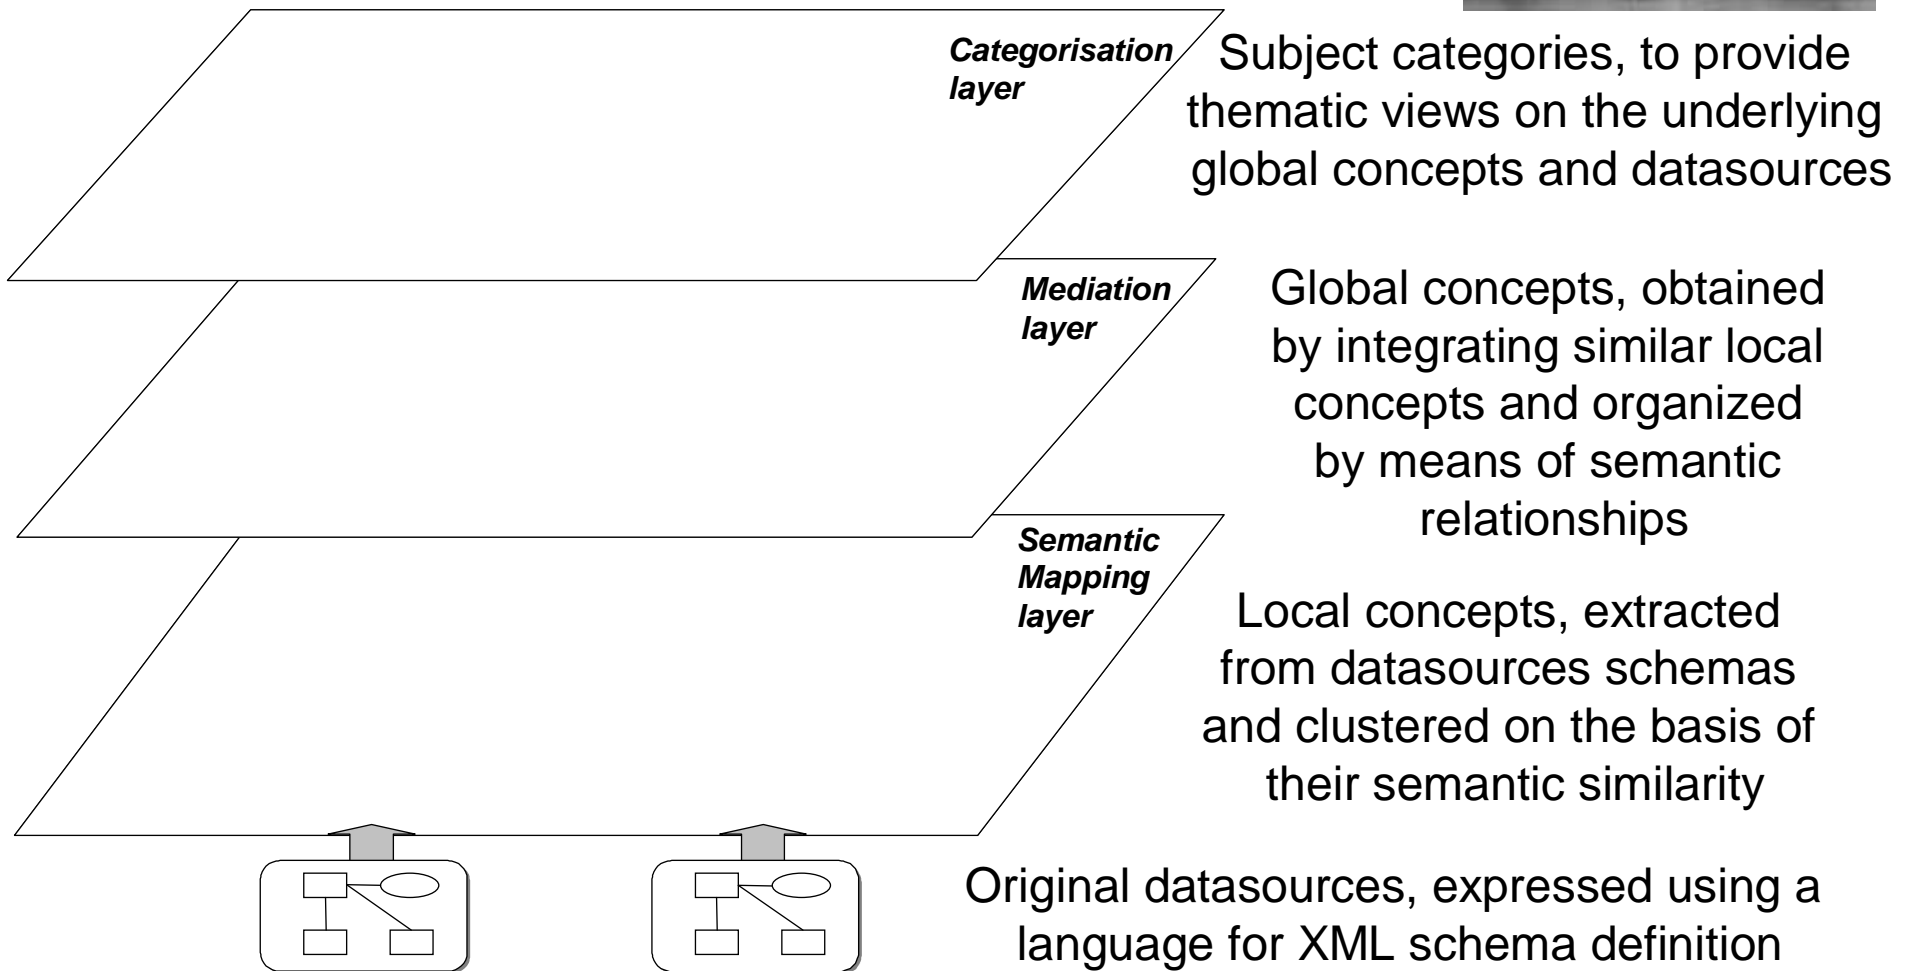 Categorisation
layer
Subject categories, to provide
thematic views on the underlying
global concepts and datasources
Mediation
layer
Global concepts, obtained
by integrating similar local
concepts and organized
by means of semantic
relationships
Semantic
Mapping
layer
Local concepts, extracted
from datasources schemas
and clustered on the basis of
their semantic similarity
Original datasources, expressed using a
language for XML schema definition